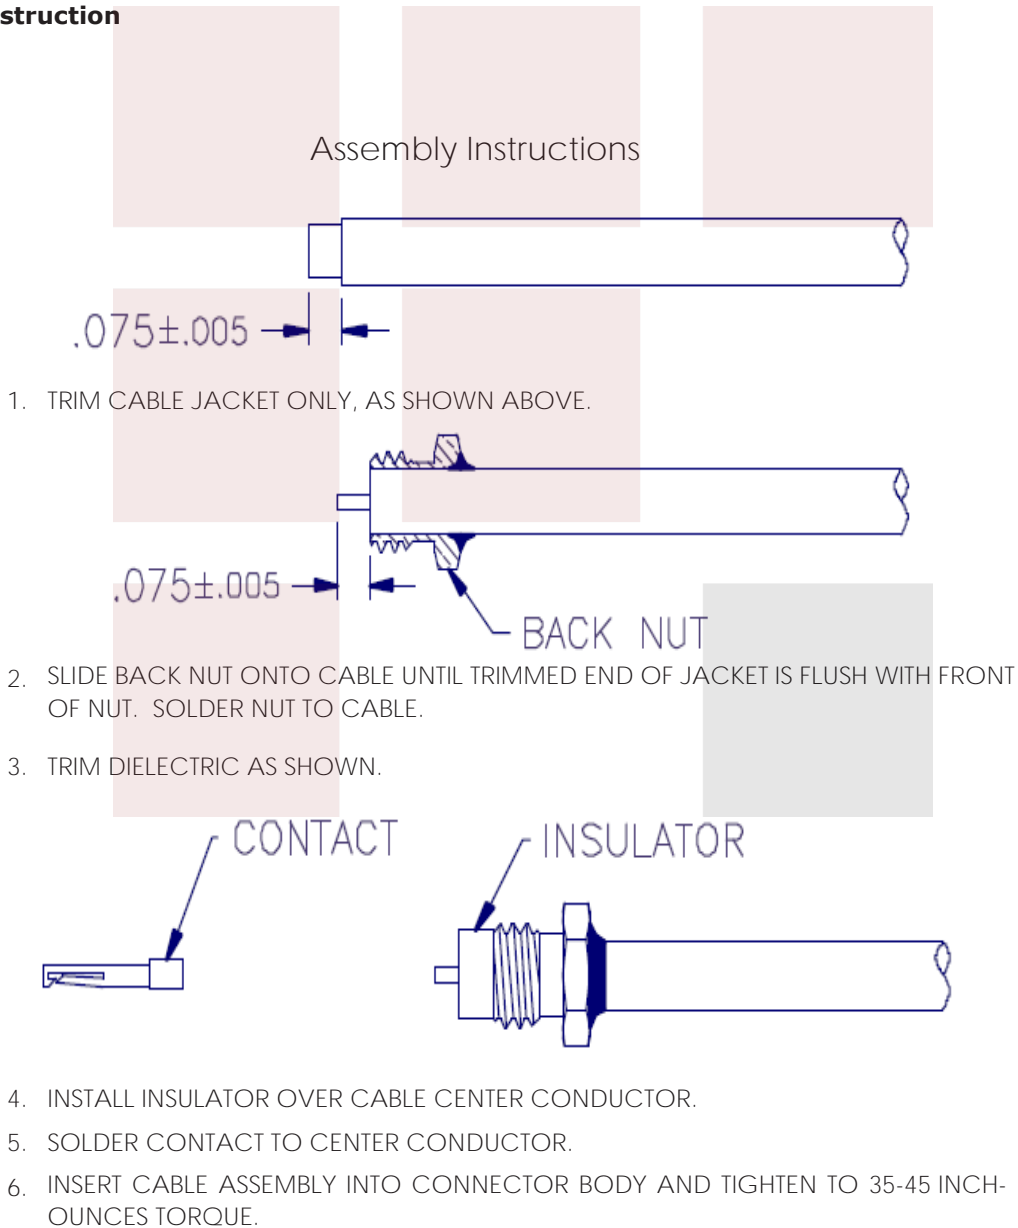 struction
Assembly Instructions
.075±.005
1. TRIM CABLE JACKET ONLY, AS SHOWN ABOVE.
.075±.005
BACK NUT
2. SLIDE BACK NUT ONTO CABLE UNTIL TRIMMED END OF JACKET IS FLUSH WITH FRONT
OF NUT. SOLDER NUT TO CABLE.
3. TRIM DIELECTRIC AS SHOWN.
CONTACT
INSULATOR
4. INSTALL INSULATOR OVER CABLE CENTER CONDUCTOR.
5. SOLDER CONTACT TO CENTER CONDUCTOR.
6. INSERT CABLE ASSEMBLY INTO CONNECTOR BODY AND TIGHTEN TO 35-45 INCH-
OUNCES TORQUE.